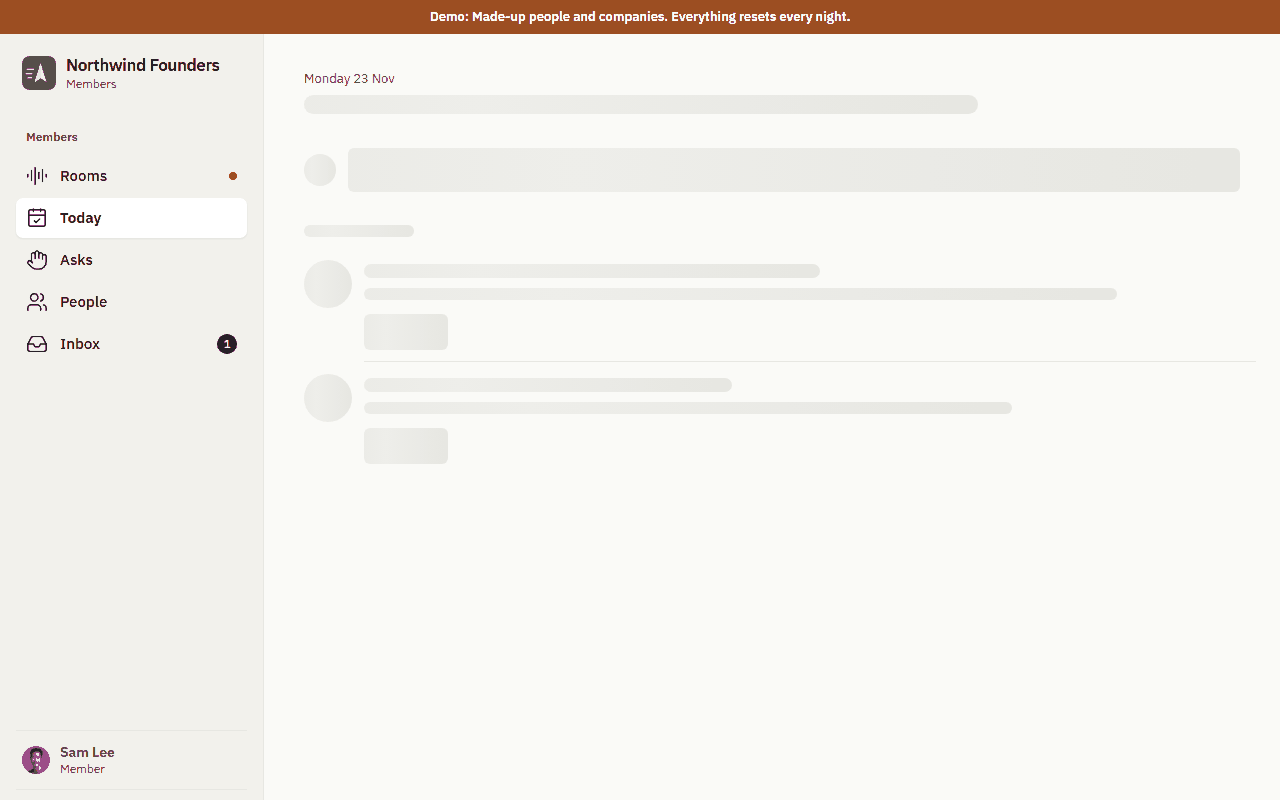 Demo: Made-up people and companies. Everything resets every night.
Northwind Founders
Members
Members
Rooms
Today
Asks
People
Inbox
1
Monday 23 Nov
Sam Lee
Member